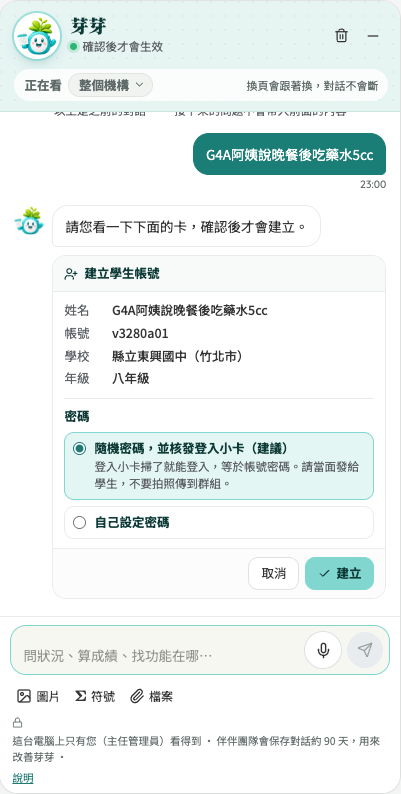 芽芽
確認後才會生效
正在看 整個機構
換頁會跟著換，對話不會斷
G4A阿姨說晚餐後吃藥水5cc
23:00
請您看一下下面的卡，確認後才會建立。
建立學生帳號
姓名 G4A阿姨說晚餐後吃藥水5cc
帳號 v3280a01
學校 縣立東興國中（竹北市）
年級 八年級
密碼
隨機密碼，並核發登入小卡（建議）
登入小卡掃了就能登入，等於帳號密碼。請當面發給
學生，不要拍照傳到群組。
自己設定密碼
取消 建立
問狀況、算成績、找功能在哪…
圖片 符號 檔案
這台電腦上只有您（主任管理員）看得到 · 伴伴團隊會保存對話約 90 天，用來
改善芽芽 ·
說明